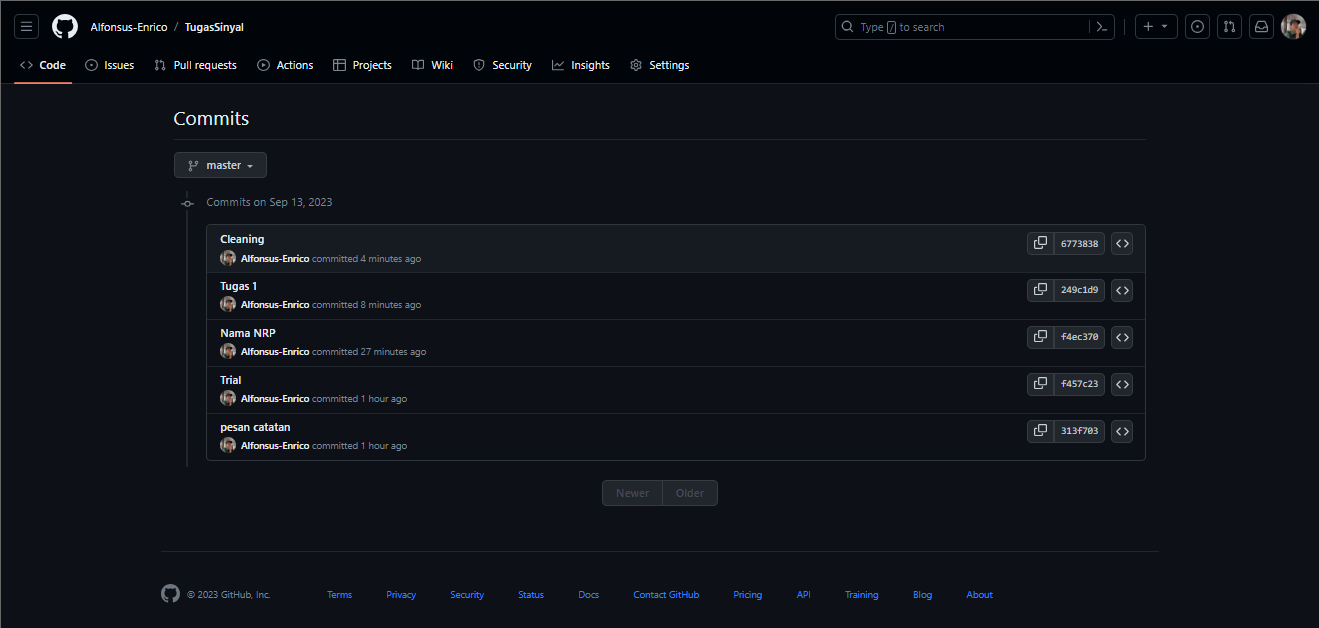 Alfonsus-Enrico / TugasSinyal
Type / to search
Code Issues Pull requests Actions Projects Wiki Security Insights Settings
Commits
master
Commits on Sep 13, 2023
Cleaning
6773838
Alfonsus-Enrico committed 4 minutes ago
Tugas 1
249c1d9
Alfonsus-Enrico committed 8 minutes ago
Nama NRP
f4ec370
Alfonsus-Enrico committed 27 minutes ago
Trial
f457c23
Alfonsus-Enrico committed 1 hour ago
pesan catatan
313f703
Alfonsus-Enrico committed 1 hour ago
Newer Older
© 2023 GitHub, Inc. Terms Privacy Security Status Docs Contact GitHub Pricing API Training Blog About